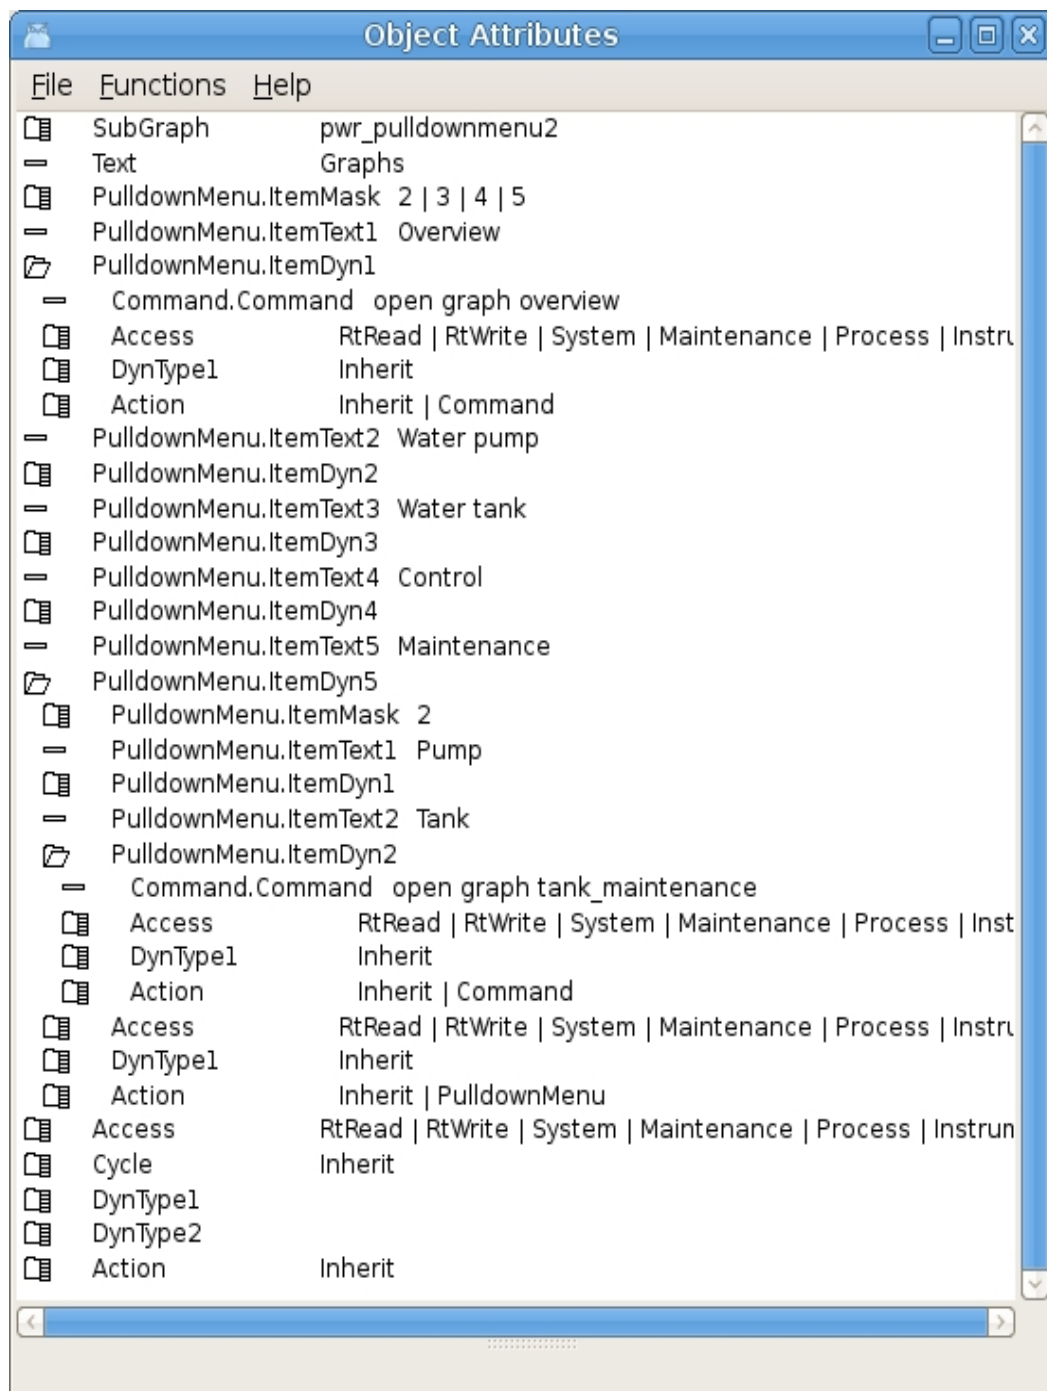 Object Attributes
File Functions Help
SubGraph pwr_pulldownmenu2
Text Graphs
PulldownMenu.ItemMask 2 | 3 | 4 | 5
PulldownMenu.ItemText1 Overview
PulldownMenu.ItemDyn1
Command.Command open graph overview
Access RtRead | RtWrite | System | Maintenance | Process | Instru
DynType1 Inherit
Action Inherit | Command
PulldownMenu.ItemText2 Water pump
PulldownMenu.ItemDyn2
PulldownMenu.ItemText3 Water tank
PulldownMenu.ItemDyn3
PulldownMenu.ItemText4 Control
PulldownMenu.ItemDyn4
PulldownMenu.ItemText5 Maintenance
PulldownMenu.ItemDyn5
PulldownMenu.ItemMask 2
PulldownMenu.ItemText1 Pump
PulldownMenu.ItemDyn1
PulldownMenu.ItemText2 Tank
PulldownMenu.ItemDyn2
Command.Command open graph tank_maintenance
Access RtRead | RtWrite | System | Maintenance | Process | Inst
DynType1 Inherit
Action Inherit | Command
Access RtRead | RtWrite | System | Maintenance | Process | Instru
DynType1 Inherit
Action Inherit | PulldownMenu
Access RtRead | RtWrite | System | Maintenance | Process | Instrum
Cycle Inherit
DynType1
DynType2
Action Inherit